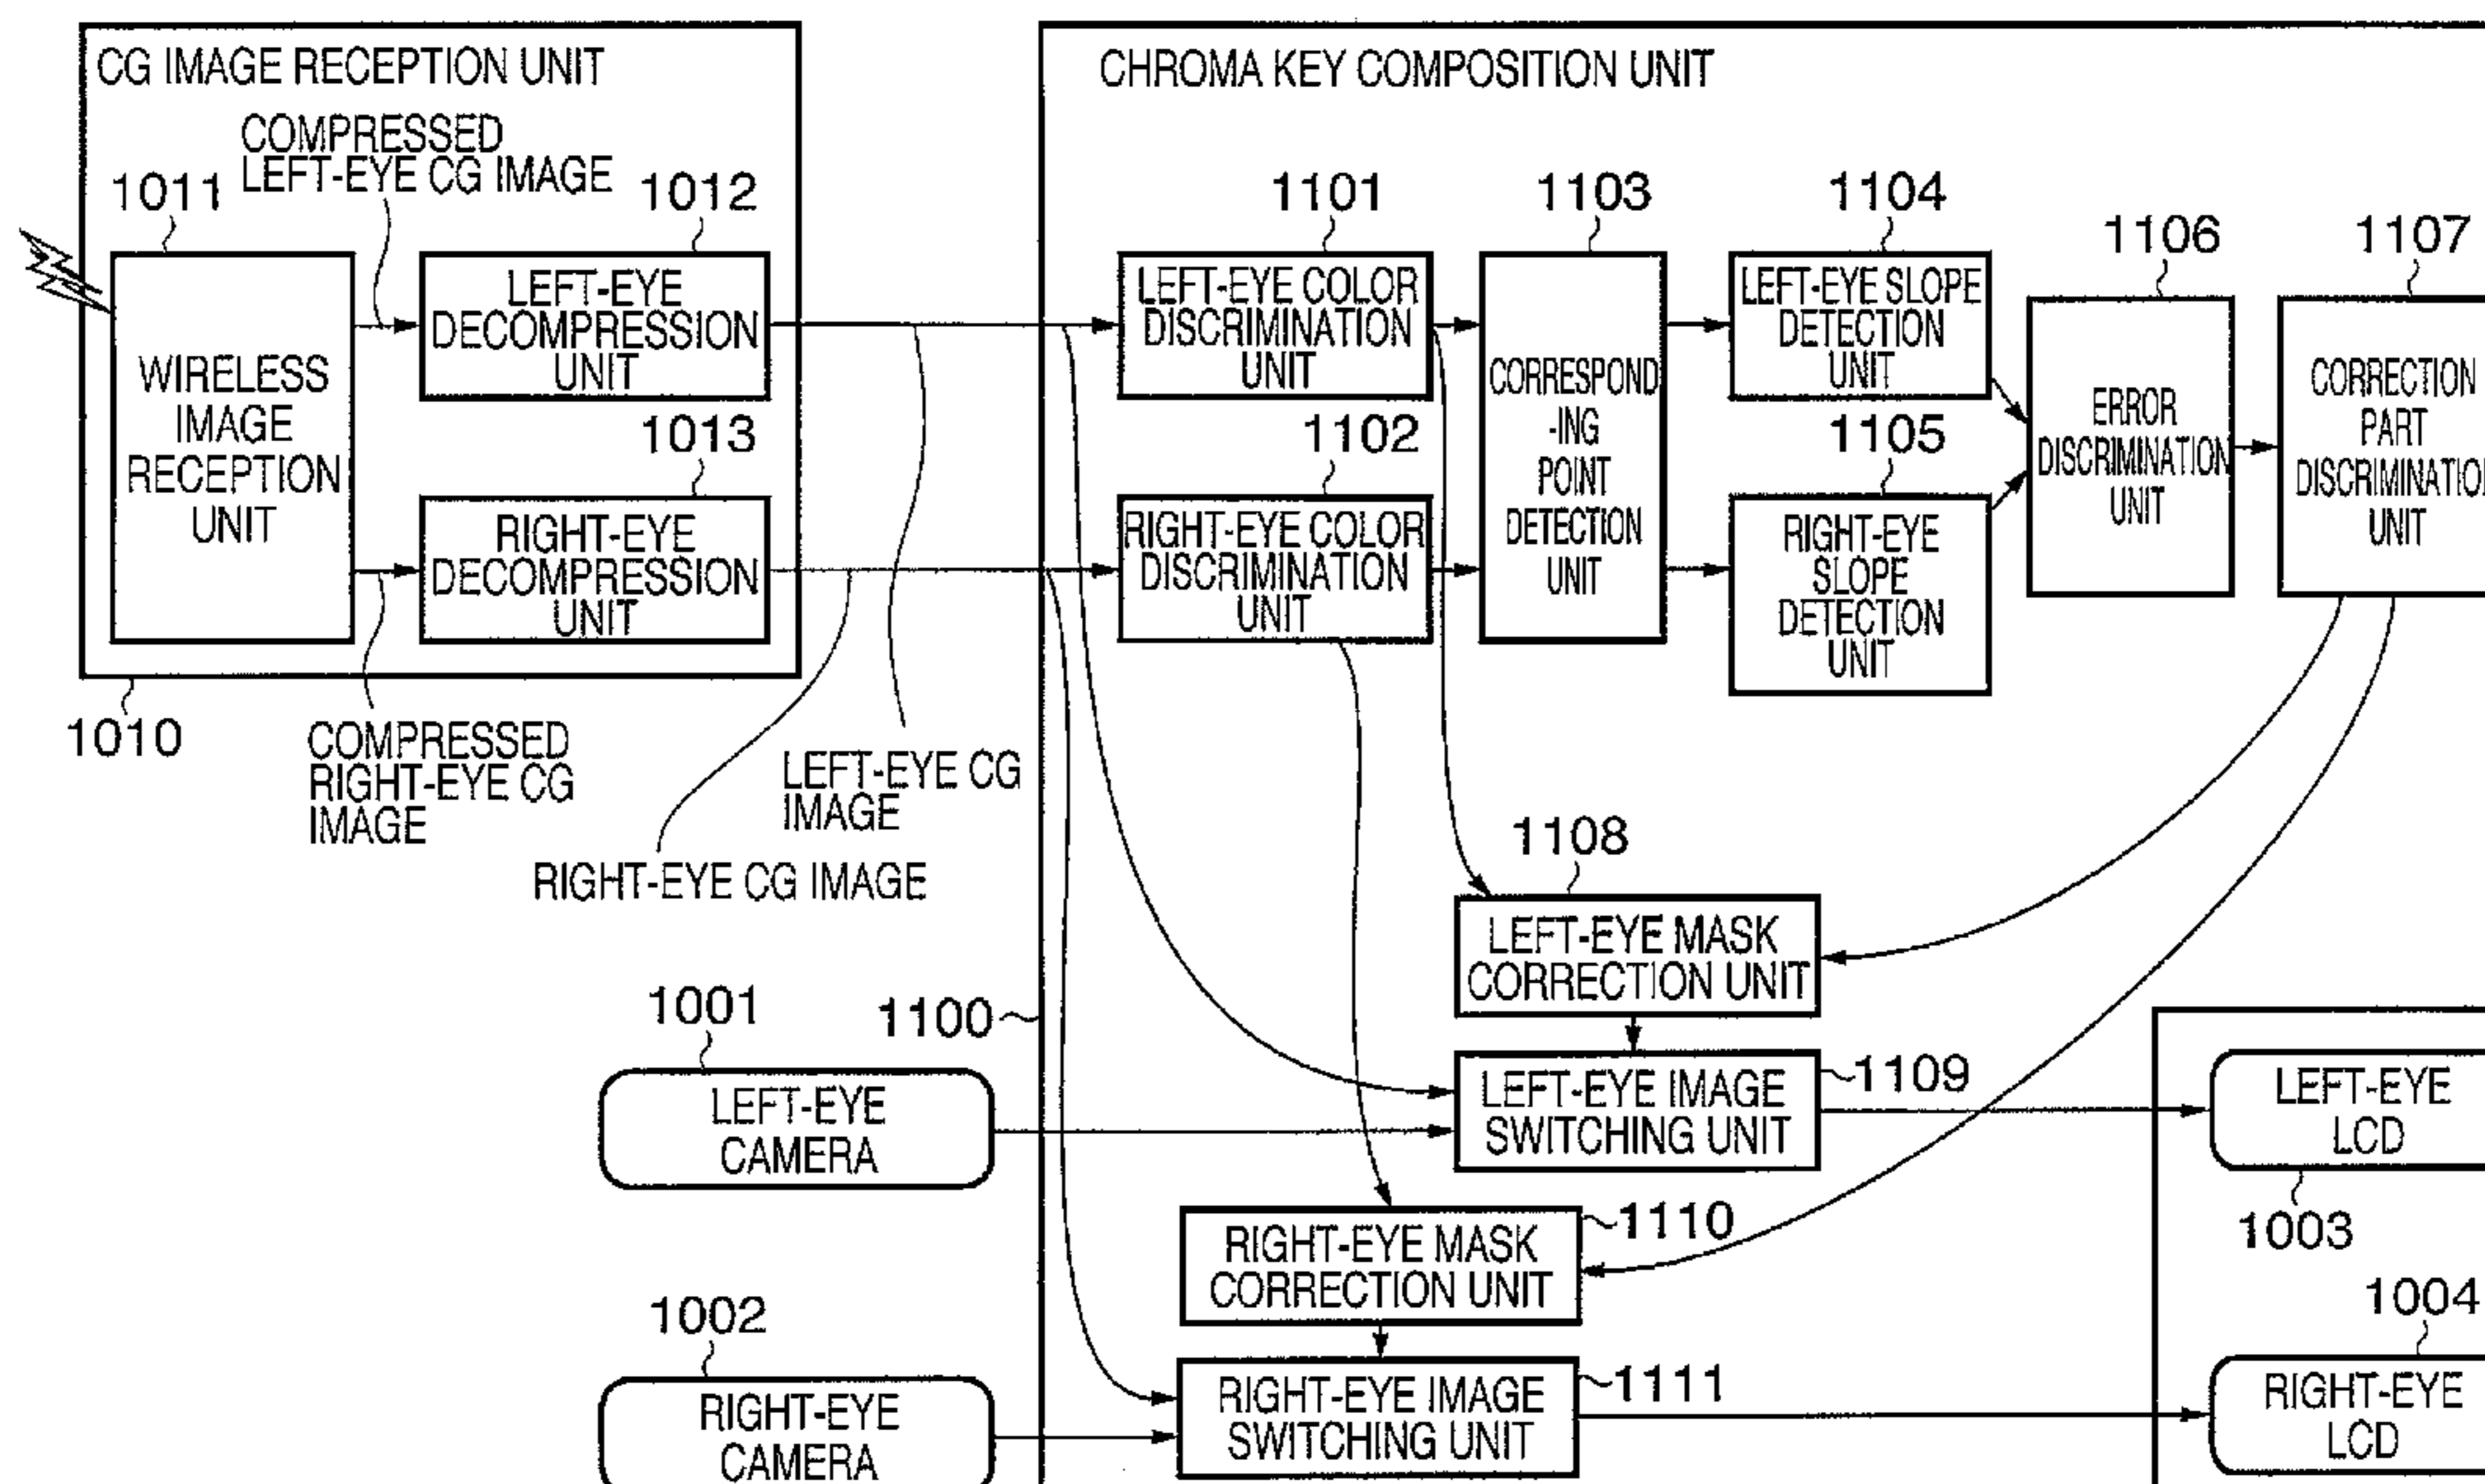 CG IMAGE RECEPTION UNIT
COMPRESSED
LEFT-EYE CG IMAGE
1011
1012
WIRELESS
IMAGE
RECEPTION
UNIT
LEFT-EYE
DECOMPRESSION
UNIT
1013
RIGHT-EYE
DECOMPRESSION
UNIT
1010
COMPRESSED
RIGHT-EYE CG
IMAGE
LEFT-EYE CG
IMAGE
RIGHT-EYE CG IMAGE
CHROMA KEY COMPOSITION UNIT
1101
LEFT-EYE COLOR
DISCRIMINATION
UNIT
1102
RIGHT-EYE COLOR
DISCRIMINATION
UNIT
1103
CORRESPOND
-ING
POINT
DETECTION
UNIT
1104
LEFT-EYE SLOPE
DETECTION
UNIT
1105
RIGHT-EYE
SLOPE
DETECTION
UNIT
1106
ERROR
DISCRIMINATION
UNIT
1107
CORRECTION
PART
DISCRIMINATION
UNIT
1108
LEFT-EYE MASK
CORRECTION UNIT
1001
1100
LEFT-EYE
CAMERA
LEFT-EYE IMAGE
SWITCHING UNIT
1109
LEFT-EYE
LCD
1003
RIGHT-EYE MASK
CORRECTION UNIT
1110
1002
RIGHT-EYE
CAMERA
RIGHT-EYE IMAGE
SWITCHING UNIT
1111
1004
RIGHT-EYE
LCD